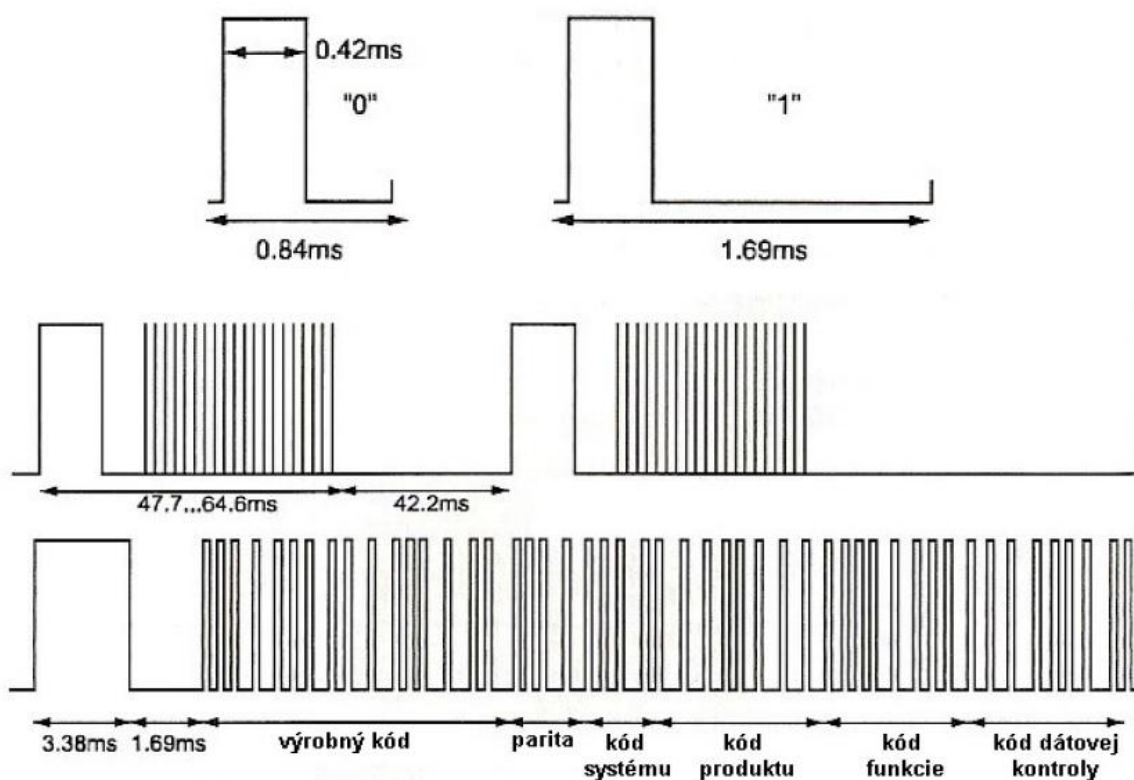 0.42ms
"0"
"1"
0.84ms
1.69ms
47.7...64.6ms
42.2ms
3.38ms
1.69ms
výrobný kód
parita
kód
systému
kód
produktu
kód
funkcie
kód dátovej
kontroly